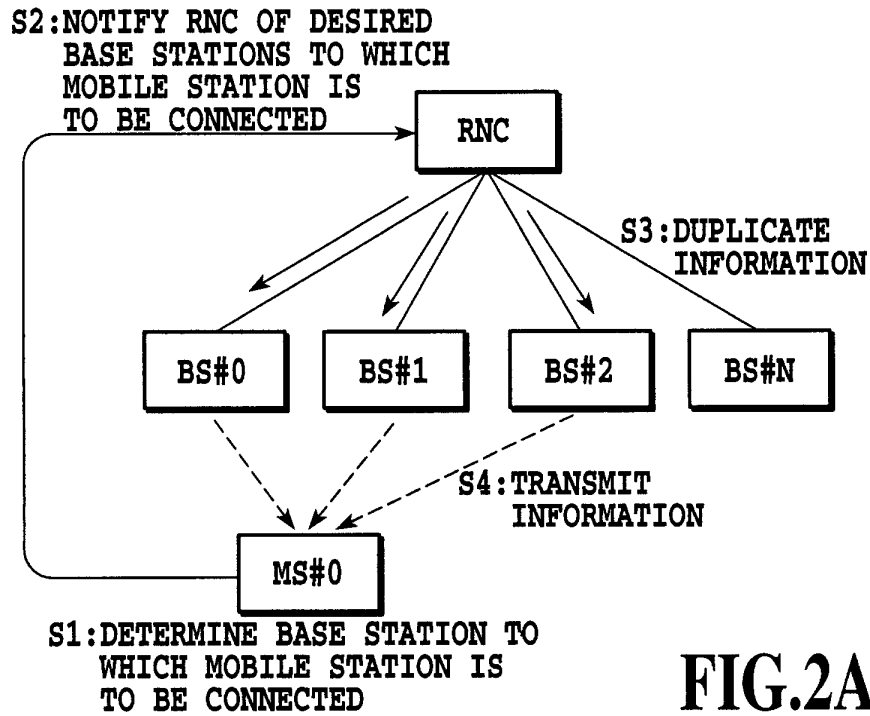 S2:NOTIFY RNC OF DESIRED
BASE STATIONS TO WHICH
MOBILE STATION IS
TO BE CONNECTED
RNC
S3:DUPLICATE
INFORMATION
BS#0
BS#1
BS#2
BS#N
S4:TRANSMIT
INFORMATION
MS#0
S1:DETERMINE BASE STATION TO
WHICH MOBILE STATION IS
TO BE CONNECTED
FIG.2A